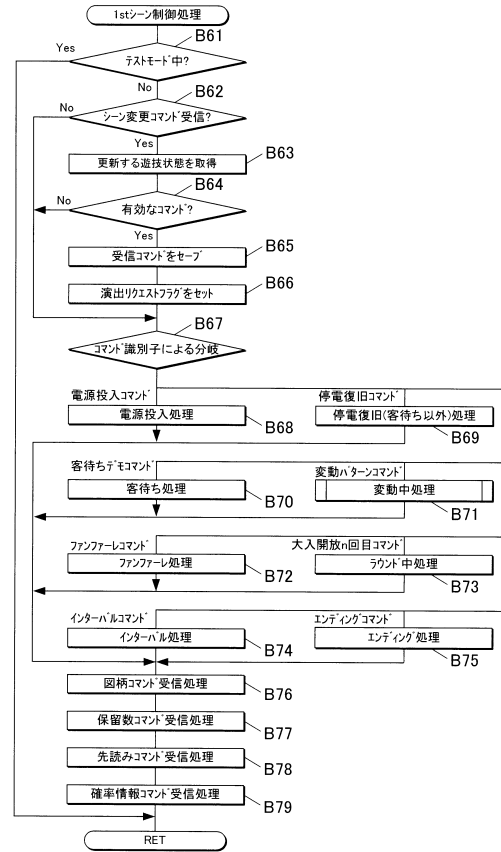 1stシーン制御処理
B61
Yes
テストモード中?
No
B62
No
シーン変更コマンド受信?
Yes
B63
更新する遊技状態を取得
B64
No
有効なコマンド?
Yes
B65
受信コマンドをセーブ
B66
演出リクエストフラグをセット
B67
コマンド識別子による分岐
電源投入コマンド
停電復旧コマンド
電源投入処理
停電復旧(客待ち以外)処理
B68
B69
客待ちデモコマンド
変動パターンコマンド
客待ち処理
変動中処理
B70
B71
ファンファーレコマンド
大入開放n回目コマンド
ファンファーレ処理
ラウンド中処理
B72
B73
インターバルコマンド
エンディングコマンド
インターバル処理
エンディング処理
B74
B75
図柄コマンド受信処理
B76
保留数コマンド受信処理
B77
先読みコマンド受信処理
B78
確率情報コマンド受信処理
B79
RET